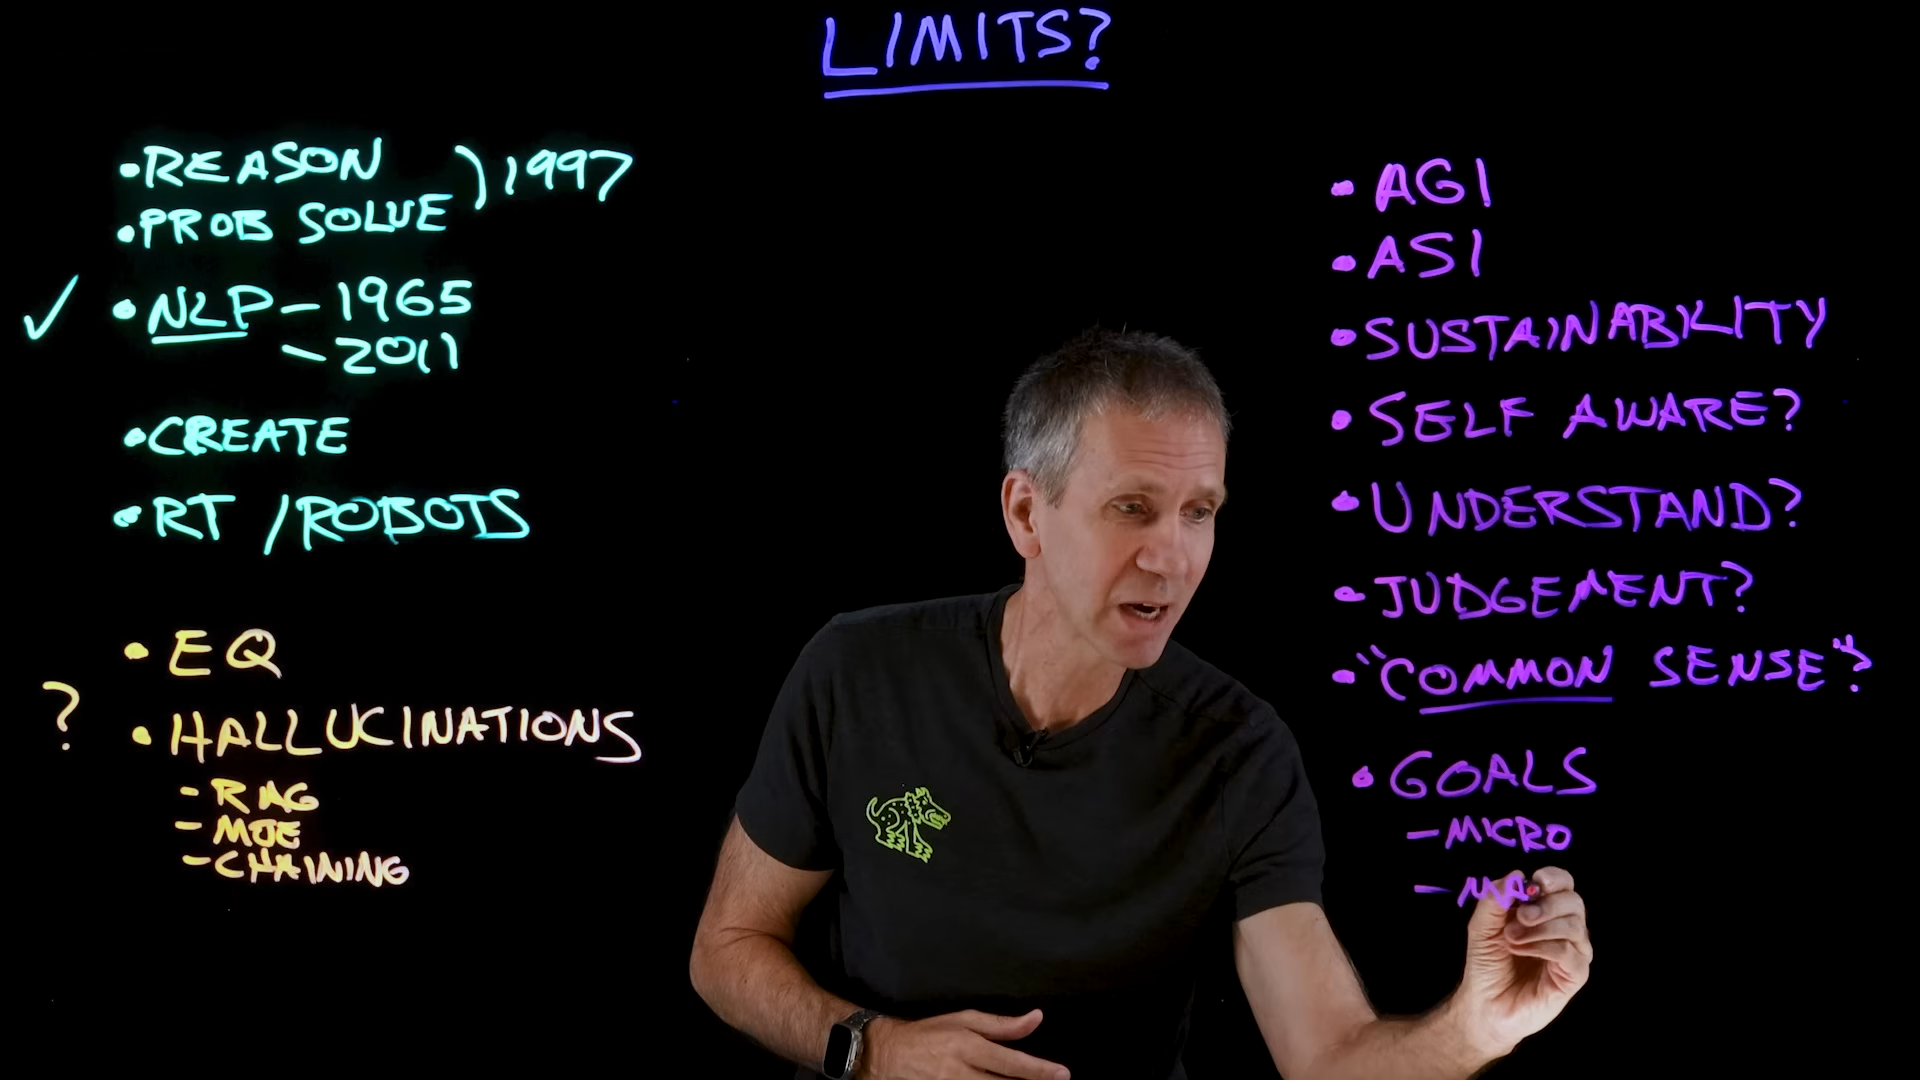 LIMITS?
• REASON ) 1997
• PROB SOLVE
✓ • NLP – 1965
– 2011
• CREATE
• RT / ROBOTS
• EQ
? • HALLUCINATIONS
– RAG
– MOE
– CHAINING
• AGI
• ASI
• SUSTAINABILITY
• SELF AWARE?
• UNDERSTAND?
• JUDGEMENT?
• "COMMON SENSE"?
• GOALS
– MICRO
– MA